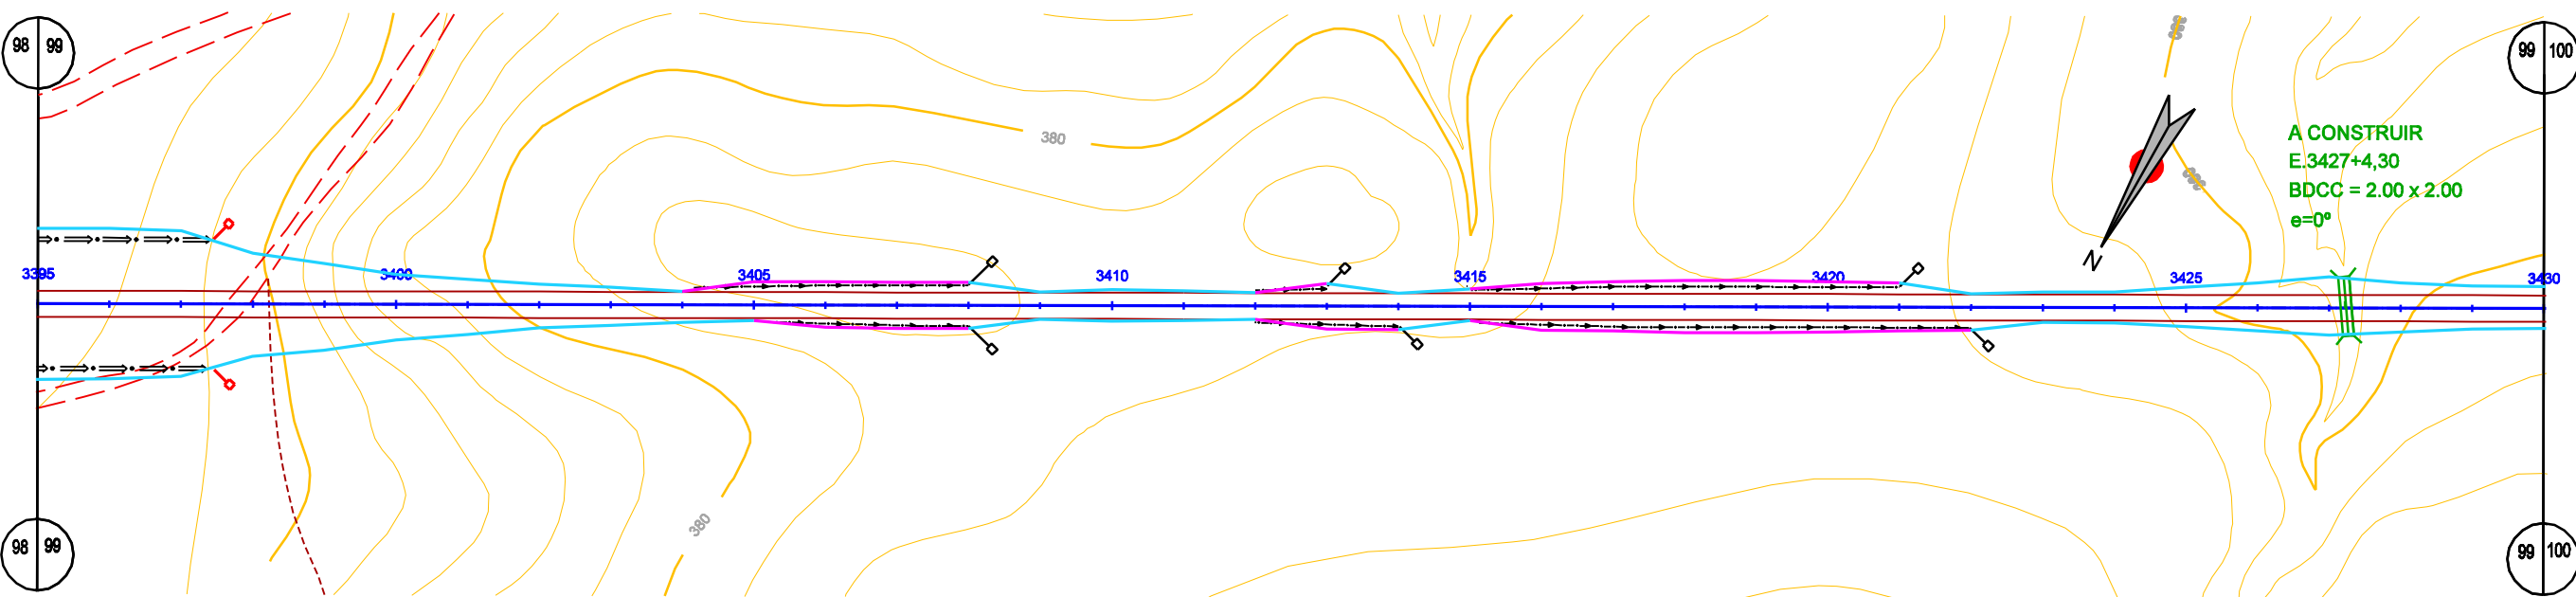 98 99
99 100
380
A CONSTRUIR
E.3427+4,30
BDCC = 2.00 x 2.00
e=0º
N
3395 3400 3405 3410 3415 3420 3425 3430
380
98 99
99 100